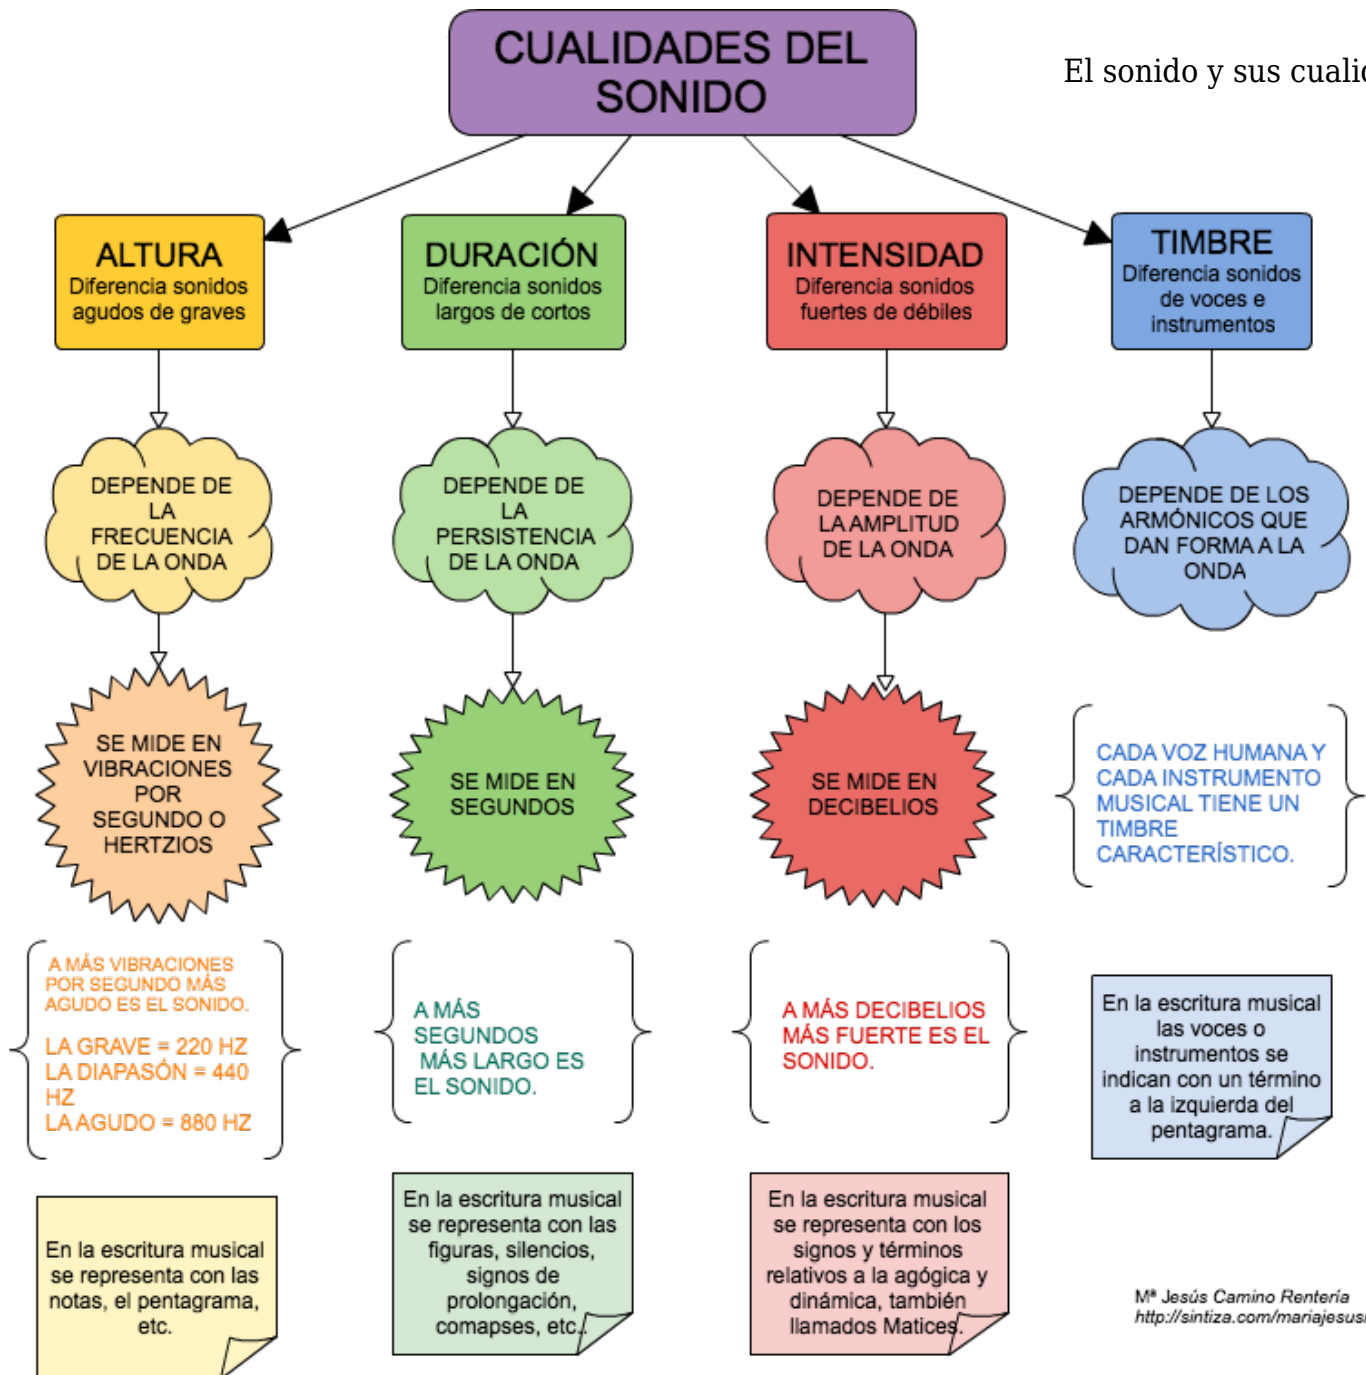 CUALIDADES DEL
SONIDO
El sonido y sus
ALTURA
Diferencia sonidos
agudos de graves
DURACIÓN
Diferencia sonidos
largos de cortos
INTENSIDAD
Diferencia sonidos
fuertes de débiles
TIMBRE
Diferencia sonidos
de voces e
instrumentos
DEPENDE DE
LA
FRECUENCIA
DE LA ONDA
DEPENDE DE
LA
PERSISTENCIA
DE LA ONDA
DEPENDE DE
LA AMPLITUD
DE LA ONDA
DEPENDE DE LOS
ARMÓNICOS QUE
DAN FORMA A LA
ONDA
SE MIDE EN
VIBRACIONES
POR
SEGUNDO O
HERTZIOS
SE MIDE EN
SEGUNDOS
SE MIDE EN
DECIBELIOS
CADA VOZ HUMANA Y
CADA INSTRUMENTO
MUSICAL TIENE UN
TIMBRE
CARACTERÍSTICO.
A MÁS VIBRACIONES
POR SEGUNDO MÁS
AGUDO ES EL SONIDO.
LA GRAVE = 220 HZ
LA DIAPASÓN = 440
HZ
LA AGUDO = 880 HZ
A MÁS
SEGUNDOS
MÁS LARGO ES
EL SONIDO.
A MÁS DECIBELIOS
MÁS FUERTE ES EL
SONIDO.
En la escritura musical
las voces o
instrumentos se
indican con un término
a la izquierda del
pentagrama.
En la escritura musical
se representa con las
notas, el pentagrama,
etc.
En la escritura musical
se representa con las
figuras, silencios,
signos de
prolongación,
comapses, etc..
En la escritura musical
se representa con los
signos y términos
relativos a la agógica y
dinámica, también
llamados Matices.
Mª Jesús Camino Rentería
http://sintiza.com/mariajesus